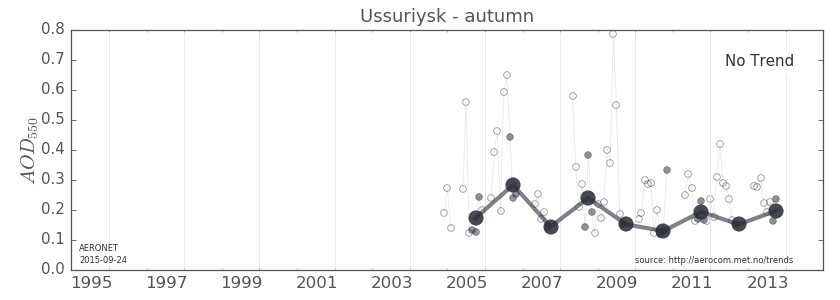 Ussuriysk - autumn
0.8
0.7
No Trend
0.6
0.5
AOD550
0.4
0.3
0.2
0.1
AERONET
2015-09-24
source: http://aerocom.met.no/trends
0.0
1995 1997 1999 2001 2003 2005 2007 2009 2011 2013